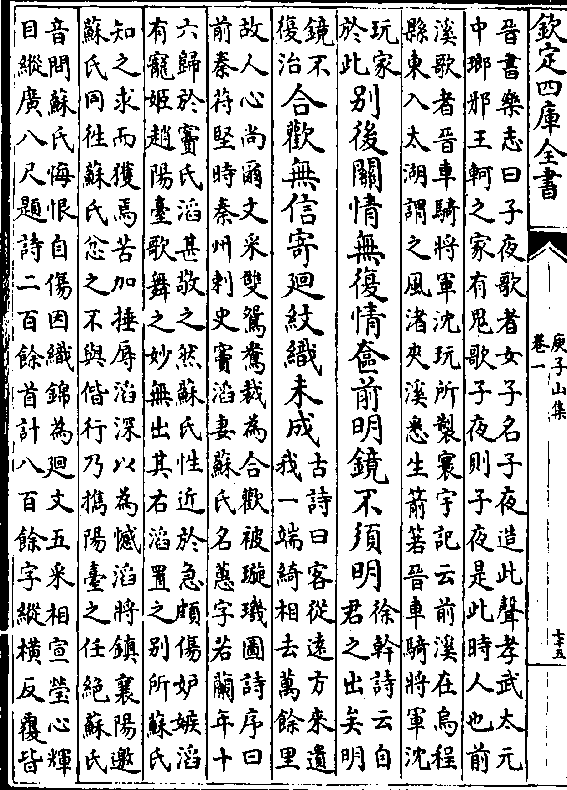 欽定四庫全書
庾子山集
卷一
七五
晉書樂志曰子夜歌者女子名子夜造此聲孝武太元
中瑯邪王軻之家有鬼歌子夜則子夜是此時人也前
溪歌者晉車騎將軍沈玩所製寰宇記云前溪在烏程
縣東入太湖謂之風渚夾溪悉生箭箬晉車騎將軍沈
玩家
於此
別後關情無復情奩前明鏡不須明
徐幹詩云自
君之出矣明
鏡不
復治
合歡無信寄迴紋織未成
古詩曰客從遠方來遺
我一端綺相去萬餘里
故人心尚爾文采雙鴛鴦裁為合歡被璇璣圖詩序曰
前秦苻堅時秦州刺史竇滔妻蘇氏名蕙字若蘭年十
六歸於竇氏滔甚敬之然蘇氏性近於急頗傷妒嫉滔
有寵姬趙陽臺歌舞之妙無出其右滔置之別所蘇氏
知之求而獲焉苦加捶辱滔深以為憾滔將鎮襄陽邀
蘇氏同往蘇氏忿之不與偕行乃攜陽臺之任絕蘇氏
音問蘇氏悔恨自傷因織錦為迴文五采相宣瑩心輝
目縱廣八尺題詩二百餘首計八百餘字縱橫反覆皆